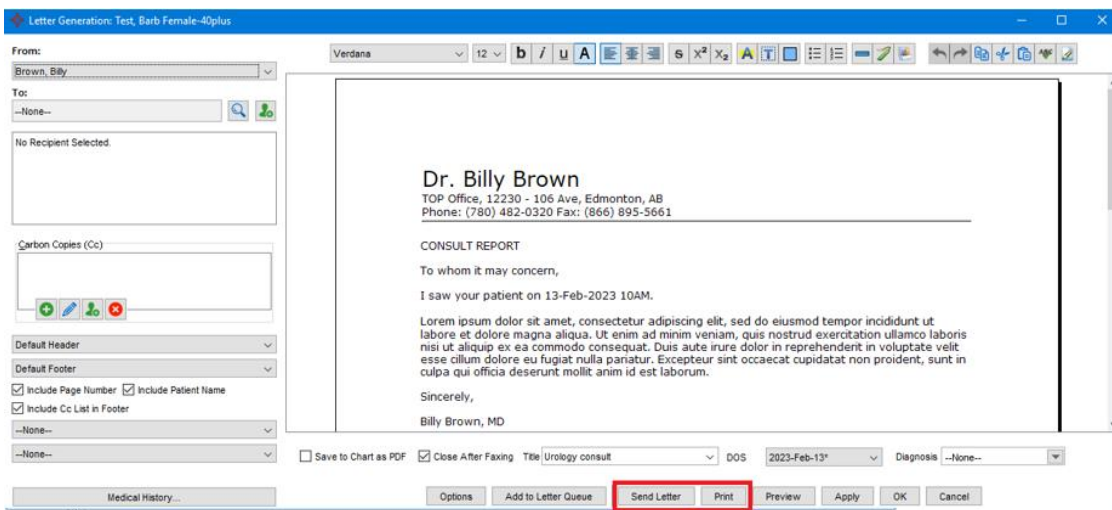 Letter Generation: Test, Barb Female-40plus
From:
Brown, Billy
To:
--None--
No Recipient Selected.
Carbon Copies (Cc)
Default Header
Default Footer
Include Page Number Include Patient Name
Include Cc List in Footer
--None--
--None--
Medical History...
Verdana 12 b i u A S X² X₂ A T
Dr. Billy Brown
TOP Office, 12230 - 106 Ave, Edmonton, AB
Phone: (780) 482-0320 Fax: (866) 895-5661
CONSULT REPORT
To whom it may concern,
I saw your patient on 13-Feb-2023 10AM.
Lorem ipsum dolor sit amet, consectetur adipiscing elit, sed do eiusmod tempor incididunt ut
labore et dolore magna aliqua. Ut enim ad minim veniam, quis nostrud exercitation ullamco laboris
nisi ut aliquip ex ea commodo consequat. Duis aute irure dolor in reprehenderit in voluptate velit
esse cillum dolore eu fugiat nulla pariatur. Excepteur sint occaecat cupidatat non proident, sunt in
culpa qui officia deserunt mollit anim id est laborum.
Sincerely,
Billy Brown, MD
Save to Chart as PDF Close After Faxing Title Urology consult DOS 2023-Feb-13* Diagnosis --None--
Options Add to Letter Queue Send Letter Print Preview Apply OK Cancel